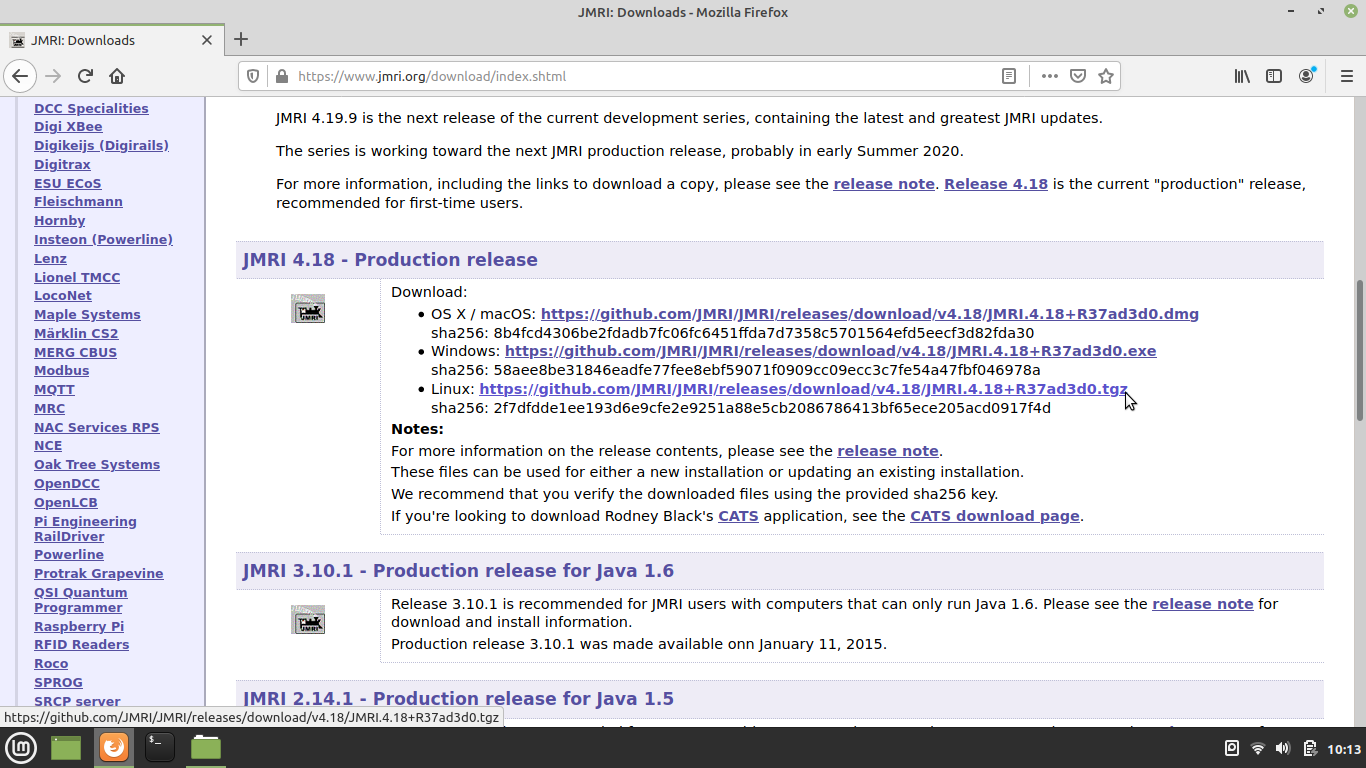 JMRI: Downloads - Mozilla Firefox
JMRI: Downloads
https://www.jmri.org/download/index.shtml
DCC Specialities
Digi XBee
Digikeijs (Digirails)
Digitrax
ESU ECoS
Fleischmann
Hornby
Insteon (Powerline)
Lenz
Lionel TMCC
LocoNet
Maple Systems
Märklin CS2
MERG CBUS
Modbus
MQTT
MRC
NAC Services RPS
NCE
Oak Tree Systems
OpenDCC
OpenLCB
Pi Engineering
RailDriver
Powerline
Protrak Grapevine
QSI Quantum
Programmer
Raspberry Pi
RFID Readers
Roco
SPROG
SRCP server
JMRI 4.19.9 is the next release of the current development series, containing the latest and greatest JMRI updates.
The series is working toward the next JMRI production release, probably in early Summer 2020.
For more information, including the links to download a copy, please see the release note. Release 4.18 is the current "production" release,
recommended for first-time users.
JMRI 4.18 - Production release
JMRI
Download:
• OS X / macOS: https://github.com/JMRI/JMRI/releases/download/v4.18/JMRI.4.18+R37ad3d0.dmg
sha256: 8b4fcd4306be2fdadb7fc06fc6451ffda7d7358c5701564efd5eecf3d82fda30
• Windows: https://github.com/JMRI/JMRI/releases/download/v4.18/JMRI.4.18+R37ad3d0.exe
sha256: 58aee8be31846eadfe77fee8ebf59071f0909cc09ecc3c7fe54a47fbf046978a
• Linux: https://github.com/JMRI/JMRI/releases/download/v4.18/JMRI.4.18+R37ad3d0.tgz
sha256: 2f7dfdde1ee193d6e9cfe2e9251a88e5cb2086786413bf65ece205acd0917f4d
Notes:
For more information on the release contents, please see the release note.
These files can be used for either a new installation or updating an existing installation.
We recommend that you verify the downloaded files using the provided sha256 key.
If you're looking to download Rodney Black's CATS application, see the CATS download page.
JMRI 3.10.1 - Production release for Java 1.6
JMRI
Release 3.10.1 is recommended for JMRI users with computers that can only run Java 1.6. Please see the release note for
download and install information.
Production release 3.10.1 was made available onn January 11, 2015.
JMRI 2.14.1 - Production release for Java 1.5
https://github.com/JMRI/JMRI/releases/download/v4.18/JMRI.4.18+R37ad3d0.tgz
10:13